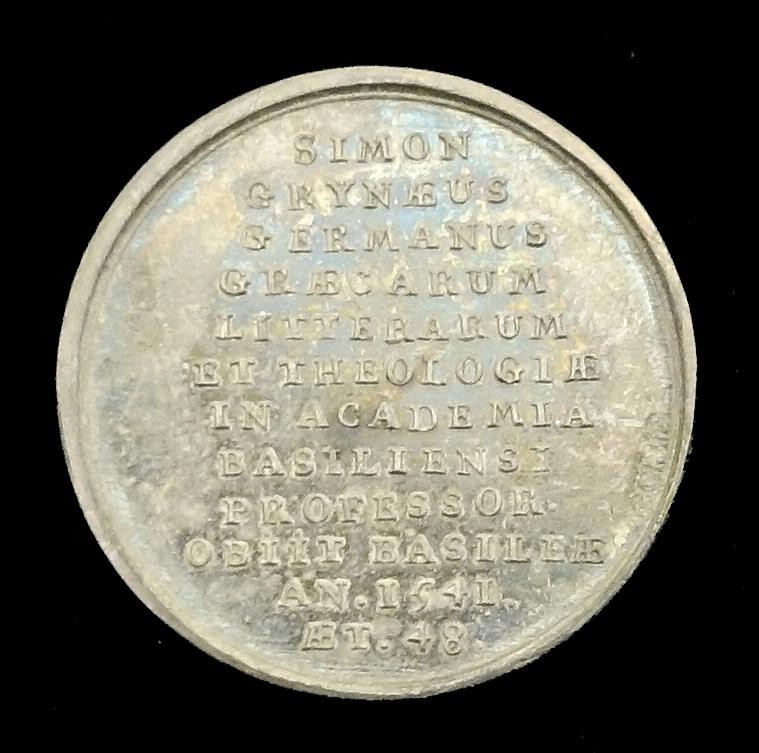 SIMON
GRYNÆUS
GERMANUS
GRÆCARUM
LITTERARUM
ET THEOLOGIÆ
IN ACADEMIA
BASILIENSI
PROFESSOR
OBIIT BASILEÆ
AN. 1541.
ÆT. 48.